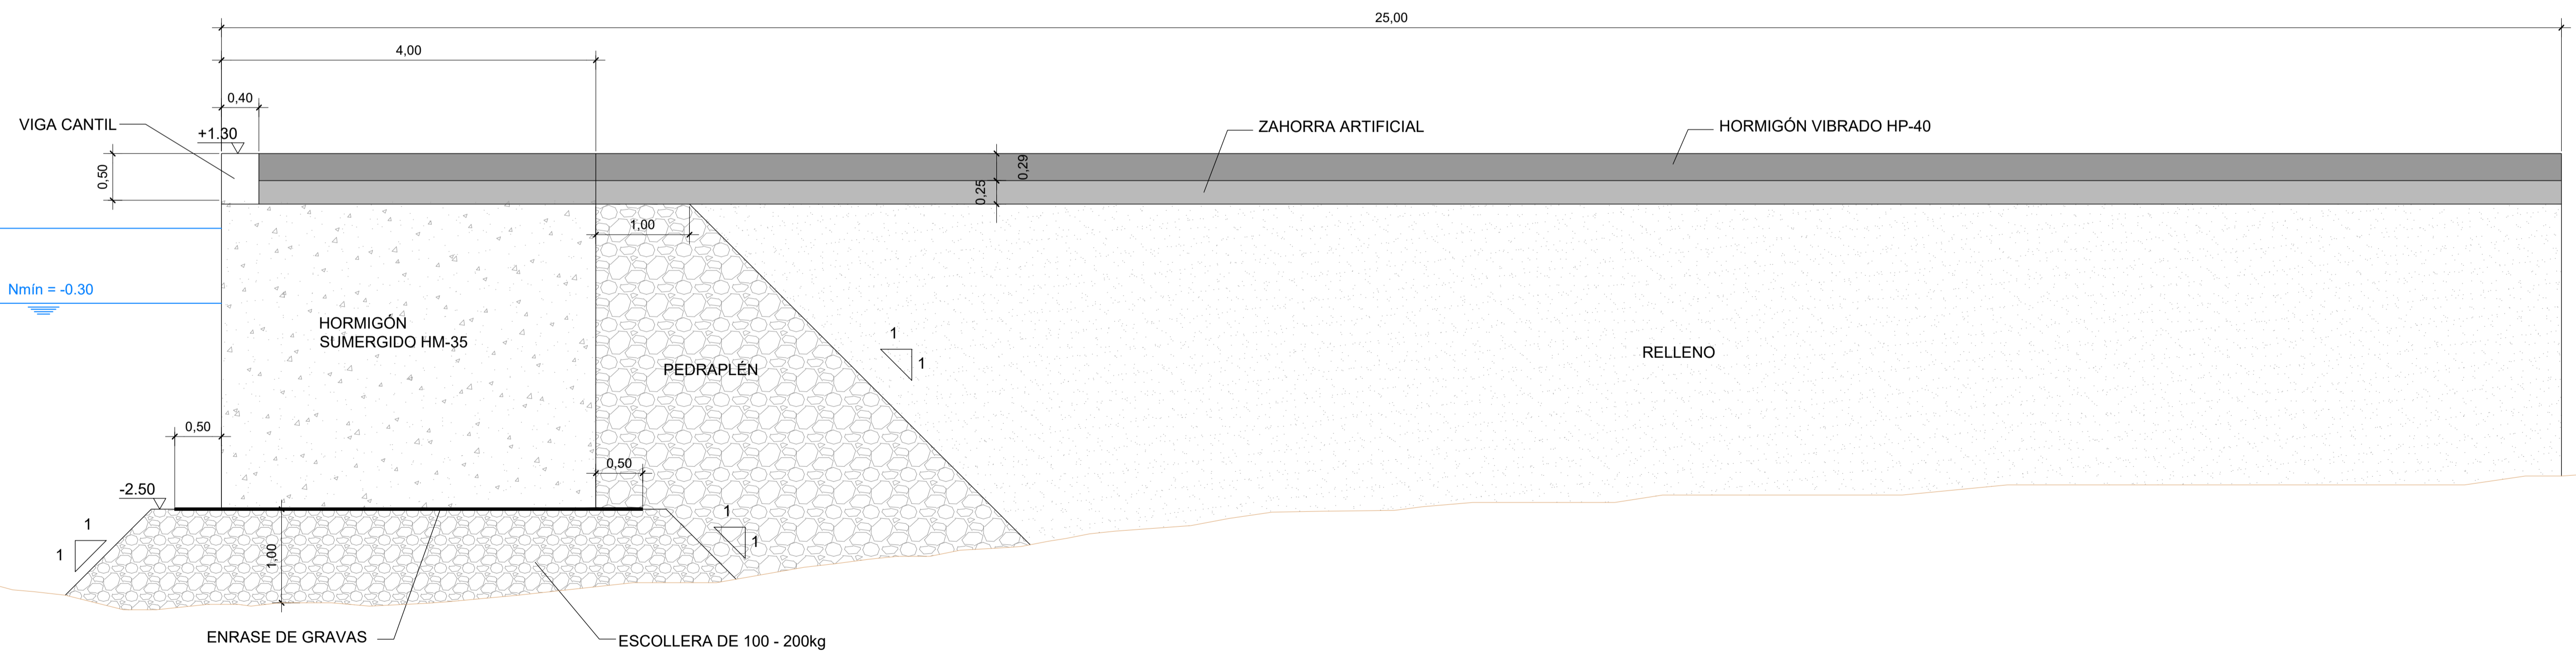 25,00
4,00
0,40
VIGA CANTIL
+1.30
ZAHORRA ARTIFICIAL
HORMIGÓN VIBRADO HP-40
0,50
0,29
0,25
1,00
Nmín = -0.30
HORMIGÓN
SUMERGIDO HM-35
1
1
RELLENO
PEDRAPLÉN
0,50
0,50
-2.50
1
1
1,00
1
1
ENRASE DE GRAVAS
ESCOLLERA DE 100 - 200kg